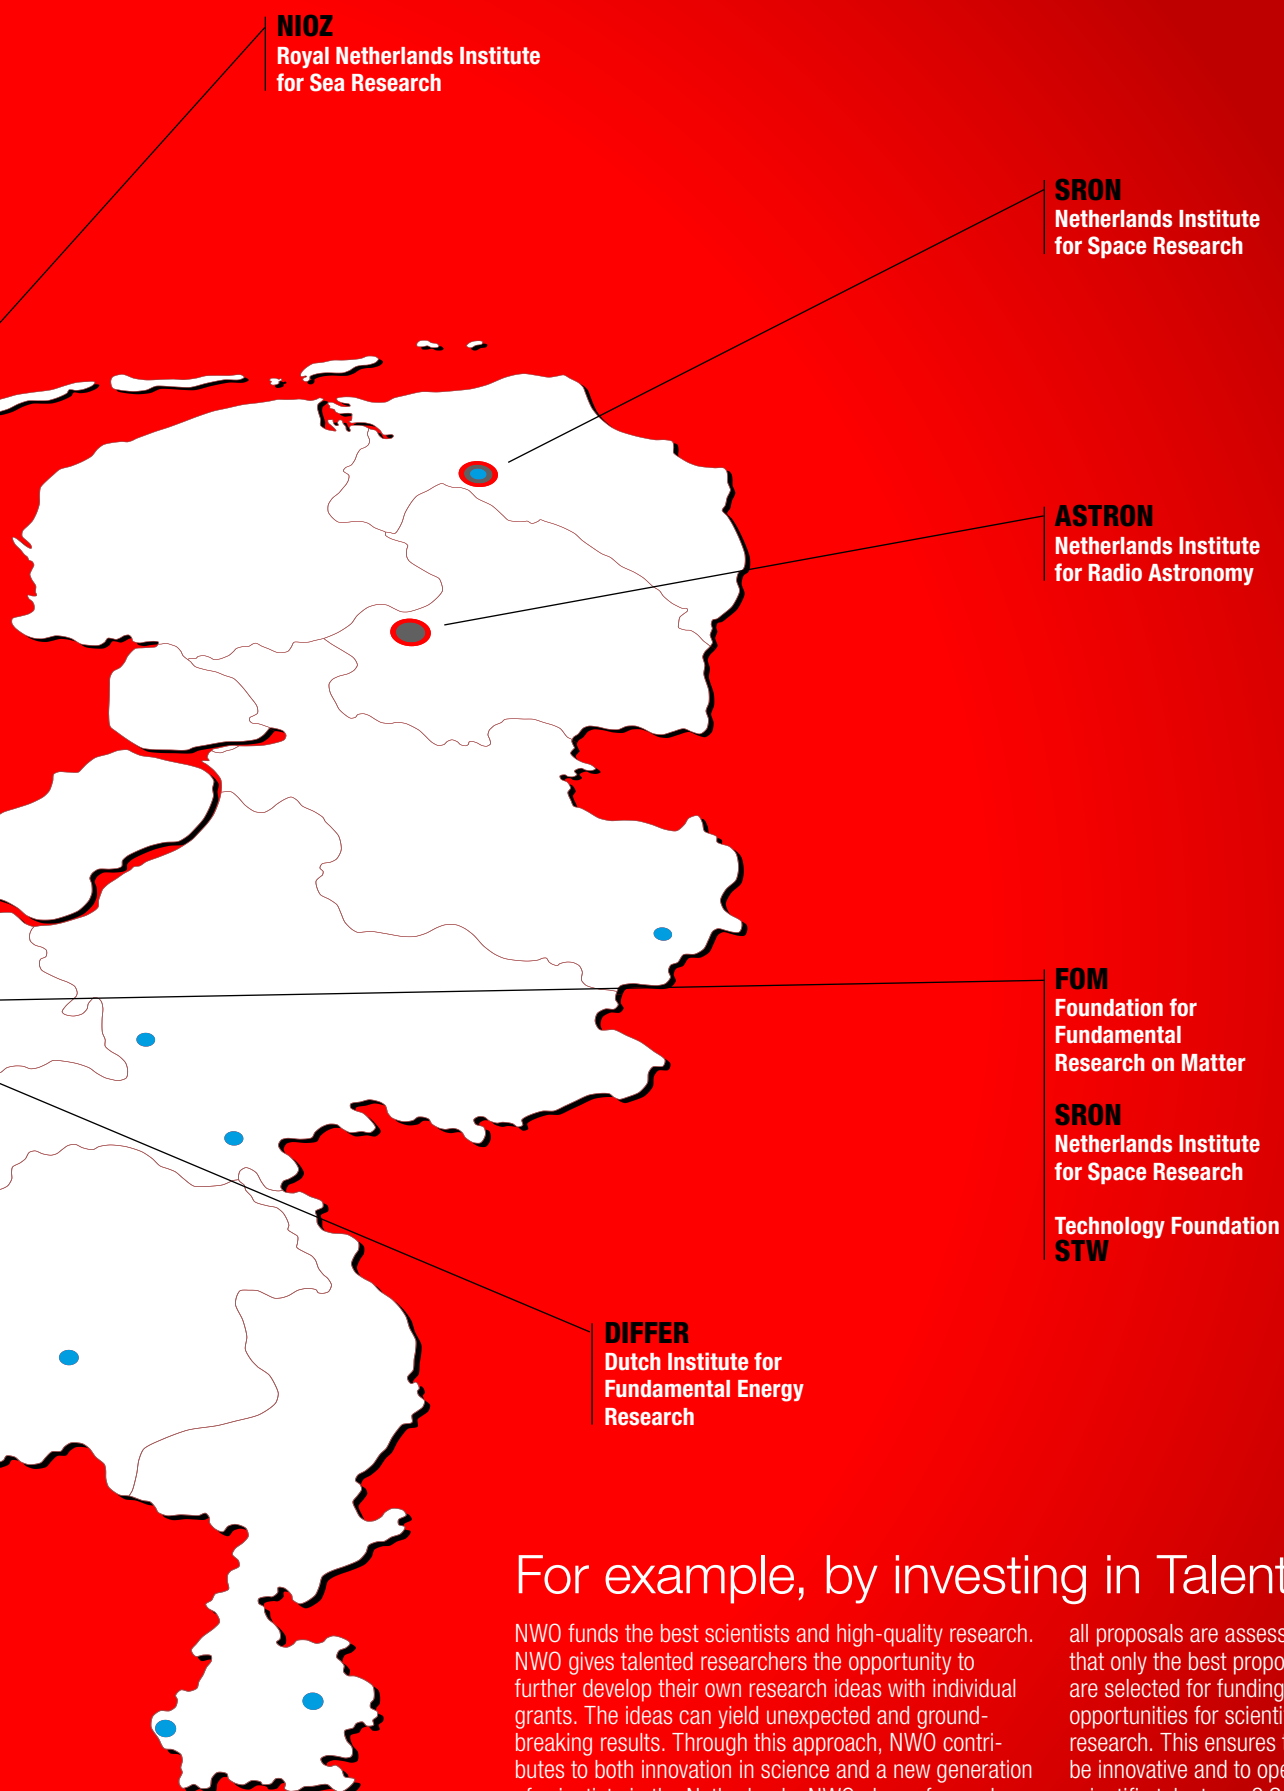 NIOZ
Royal Netherlands Institute
for Sea Research
SRON
Netherlands Institute
for Space Research
ASTRON
Netherlands Institute
for Radio Astronomy
FOM
Foundation for
Fundamental
Research on Matter
SRON
Netherlands Institute
for Space Research
Technology Foundation
STW
DIFFER
Dutch Institute for
Fundamental Energy
Research
For example, by investing in Talent
NWO funds the best scientists and high-quality research.
NWO gives talented researchers the opportunity to
further develop their own research ideas with individual
grants. The ideas can yield unexpected and ground-
breaking results. Through this approach, NWO contri-
butes to both innovation in science and a new generation
all proposals are assess
that only the best propo
are selected for funding
opportunities for scienti
research. This ensures
be innovative and to op